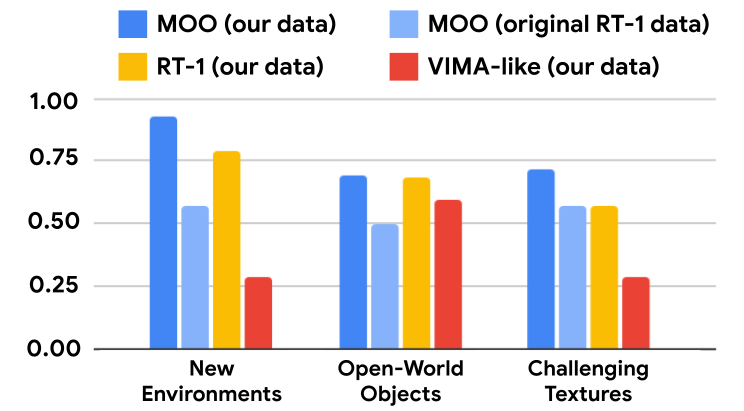 MOO (our data)
MOO (original RT-1 data)
RT-1 (our data)
VIMA-like (our data)
1.00
0.75
0.50
0.25
0.00
New
Environments
Open-World
Objects
Challenging
Textures